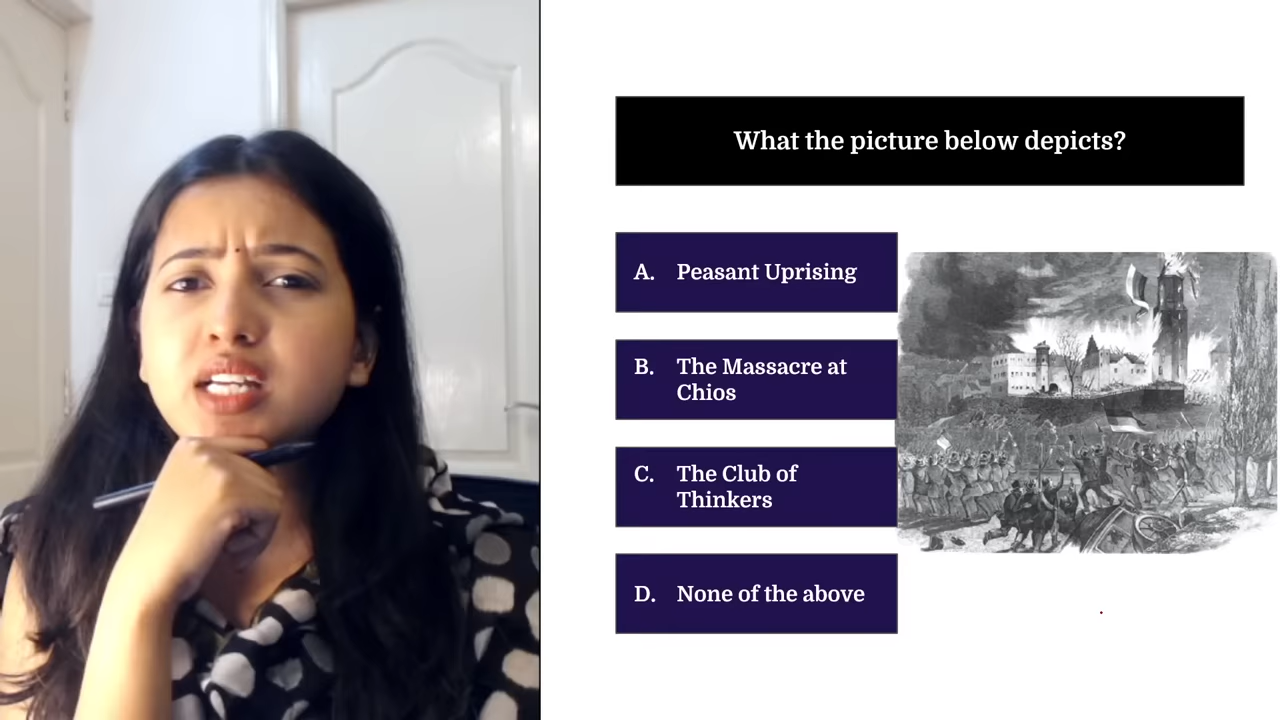 What the picture below depicts?
A. Peasant Uprising
B. The Massacre at
Chios
C. The Club of
Thinkers
D. None of the above